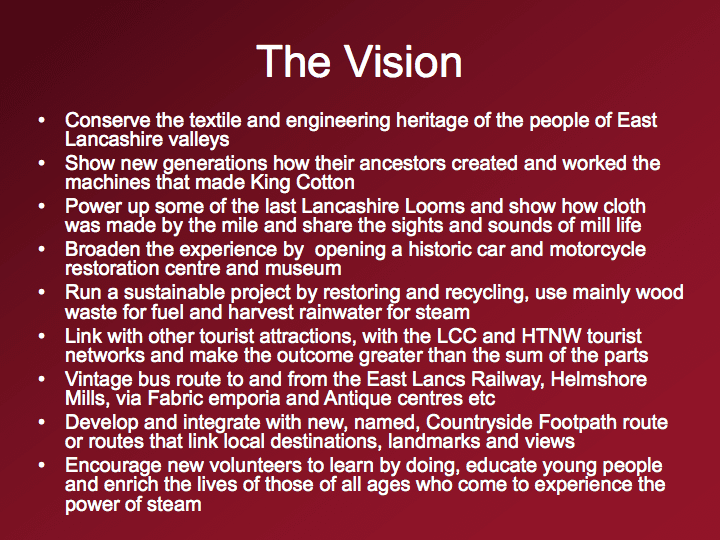 The Vision
• Conserve the textile and engineering heritage of the people of East
Lancashire valleys
• Show new generations how their ancestors created and worked the
machines that made King Cotton
• Power up some of the last Lancashire Looms and show how cloth
was made by the mile and share the sights and sounds of mill life
• Broaden the experience by  opening a historic car and motorcycle
restoration centre and museum
• Run a sustainable project by restoring and recycling, use mainly wood
waste for fuel and harvest rainwater for steam
• Link with other tourist attractions, with the LCC and HTNW tourist
networks and make the outcome greater than the sum of the parts
• Vintage bus route to and from the East Lancs Railway, Helmshore
Mills, via Fabric emporia and Antique centres etc
• Develop and integrate with new, named, Countryside Footpath route
or routes that link local destinations, landmarks and views
• Encourage new volunteers to learn by doing, educate young people
and enrich the lives of those of all ages who come to experience the
power of steam